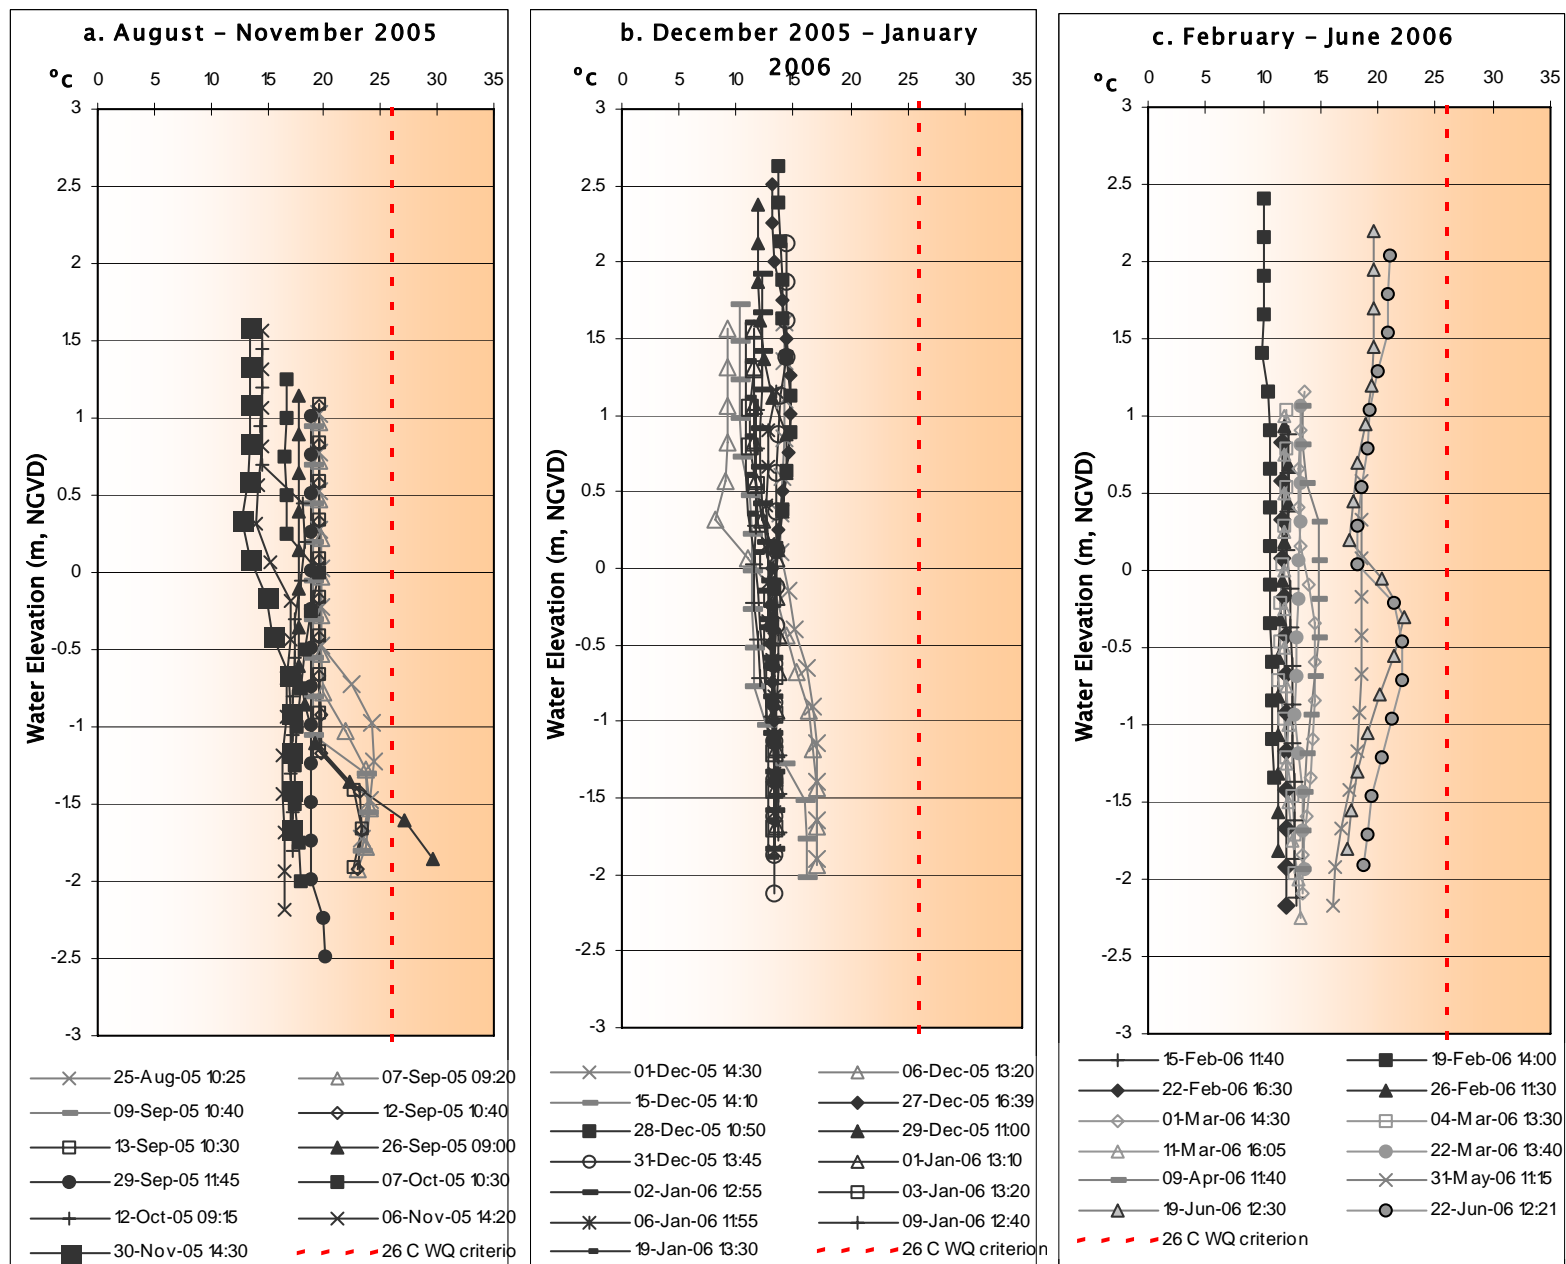 a. August – November 2005
°c 0 5 10 15 20 25 30 35
3
2.5
2
1.5
1
0.5
0
-0.5
-1
-1.5
-2
-2.5
-3
Water Elevation (m, NGVD)
25-Aug-05 10:25 07-Sep-05 09:20
09-Sep-05 10:40 12-Sep-05 10:40
13-Sep-05 10:30 26-Sep-05 09:00
29-Sep-05 11:45 07-Oct-05 10:30
12-Oct-05 09:15 06-Nov-05 14:20
30-Nov-05 14:30 26 C WQ criterio
b. December 2005 – January
2006
°c 0 5 10 15 20 25 30 35
3
2.5
2
1.5
1
0.5
0
-0.5
-1
-1.5
-2
-2.5
-3
Water Elevation (m, NGVD)
01-Dec-05 14:30 06-Dec-05 13:20
15-Dec-05 14:10 27-Dec-05 16:39
28-Dec-05 10:50 29-Dec-05 11:00
31-Dec-05 13:45 01-Jan-06 13:10
02-Jan-06 12:55 03-Jan-06 13:20
06-Jan-06 11:55 09-Jan-06 12:40
19-Jan-06 13:30 26 C WQ criterion
c. February – June 2006
°c 0 5 10 15 20 25 30 35
3
2.5
2
1.5
1
0.5
0
-0.5
-1
-1.5
-2
-2.5
-3
Water Elevation (m, NGVD)
15-Feb-06 11:40 19-Feb-06 14:00
22-Feb-06 16:30 26-Feb-06 11:30
01-Mar-06 14:30 04-Mar-06 13:30
11-Mar-06 16:05 22-Mar-06 13:40
09-Apr-06 11:40 31-May-06 11:15
19-Jun-06 12:30 22-Jun-06 12:21
26 C WQ criterion